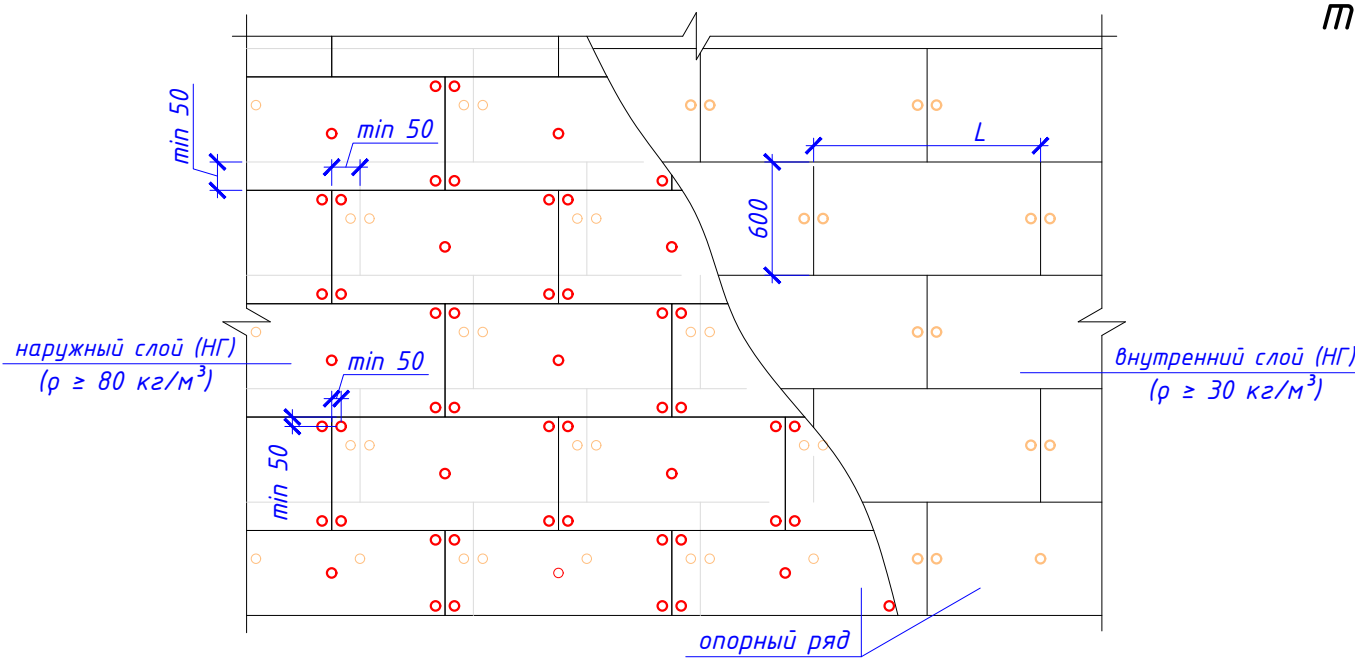 m
min 50
min 50
L
600
наружный слой (НГ)
(ρ ≥ 80 кг/м³)
min 50
внутренний слой (НГ)
(ρ ≥ 30 кг/м³)
min 50
опорный ряд